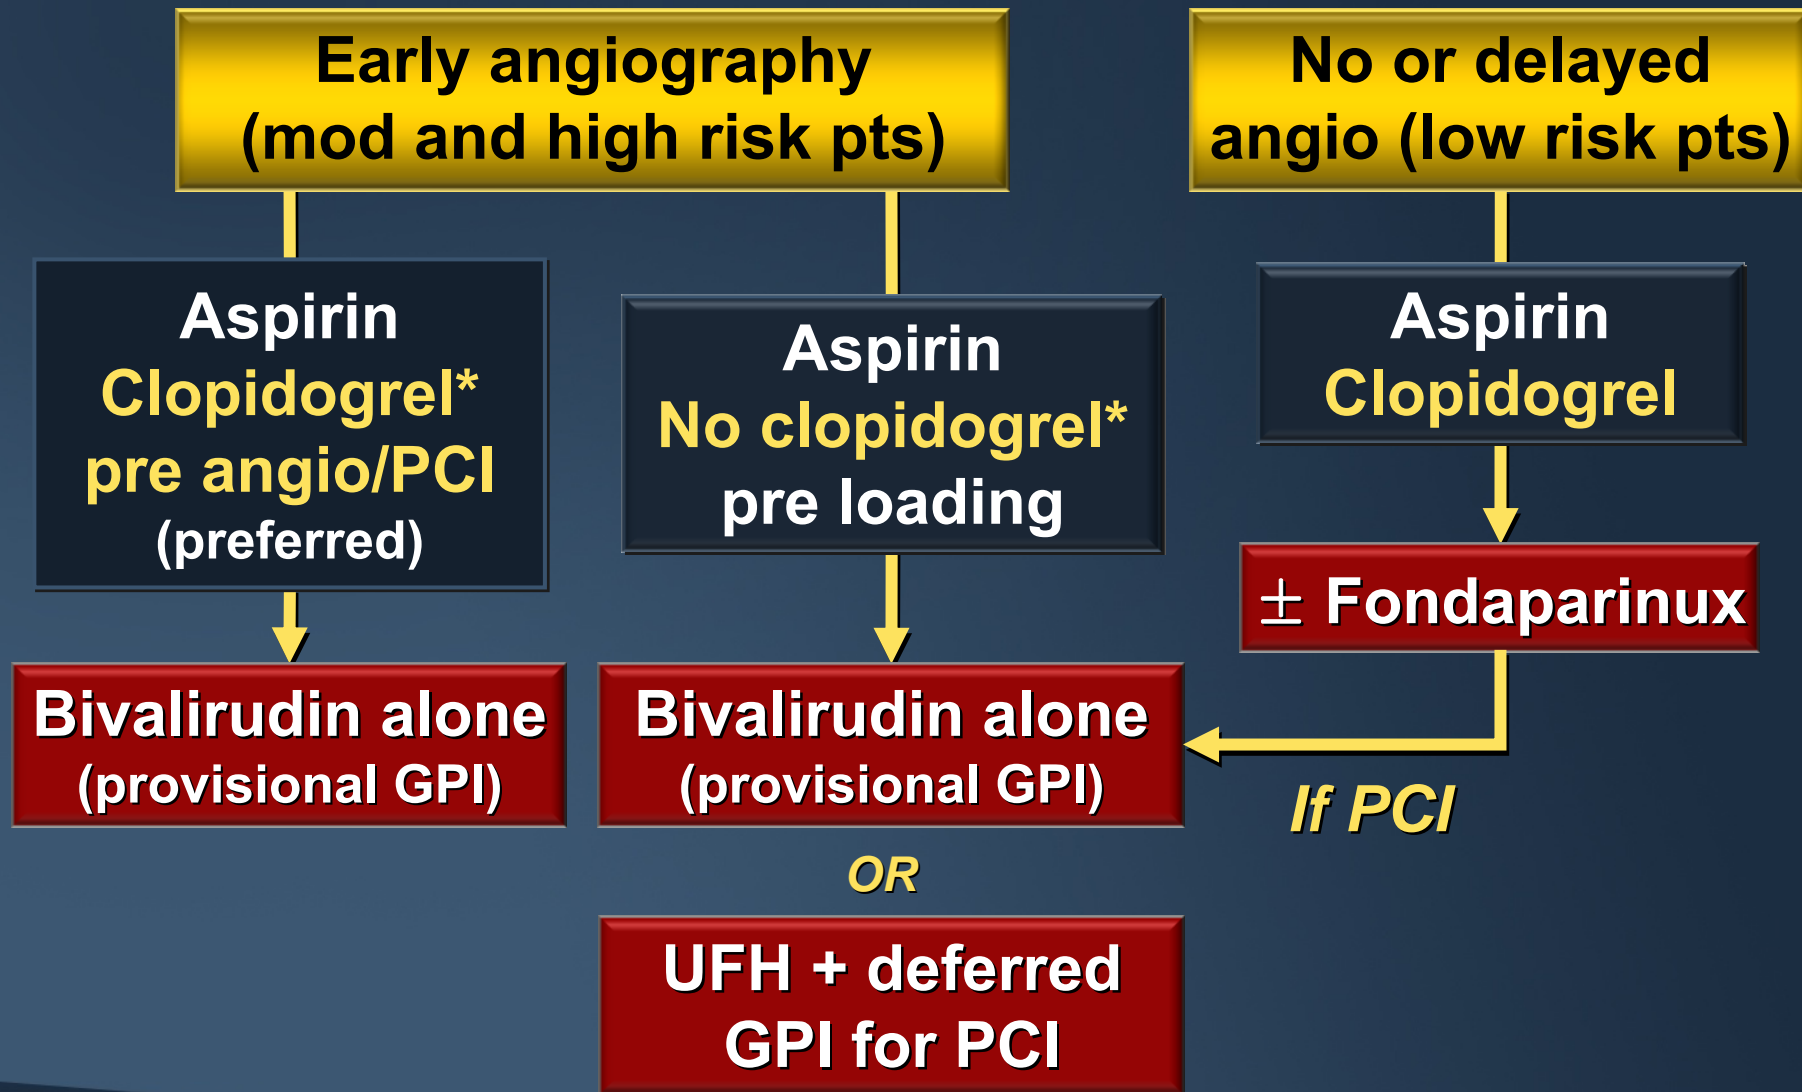 Early angiography
(mod and high risk pts)
No or delayed
angio (low risk pts)
Aspirin
Clopidogrel*
pre angio/PCI
(preferred)
Aspirin
No clopidogrel*
pre loading
Aspirin
Clopidogrel
± Fondaparinux
Bivalirudin alone
(provisional GPI)
Bivalirudin alone
(provisional GPI)
If PCI
OR
UFH + deferred
GPI for PCI